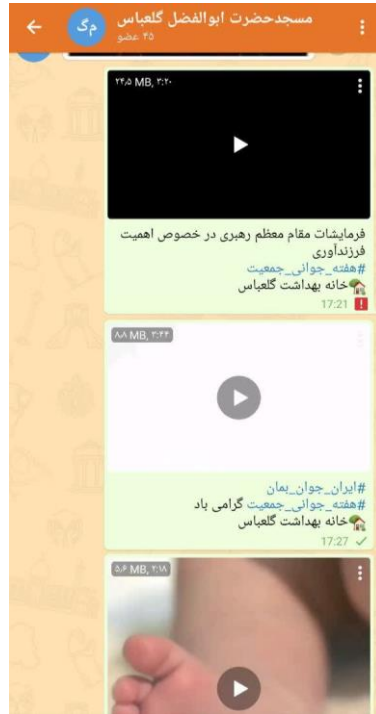 مسجدحضرت ابوالفضل گلعباس
۴۵ عضو
مگ
۲۴٫۵ MB, ۳:۲۰
فرمایشات مقام معظم رهبری در خصوص اهمیت
فرزندآوری
#هفته_جوانی_جمعیت
خانه بهداشت گلعباس
17:21
۸٫۸ MB, ۲:۴۴
#ایران_جوان_بمان
#هفته_جوانی_جمعیت گرامی باد
خانه بهداشت گلعباس
17:27
۵٫۶ MB, ۲:۱۸